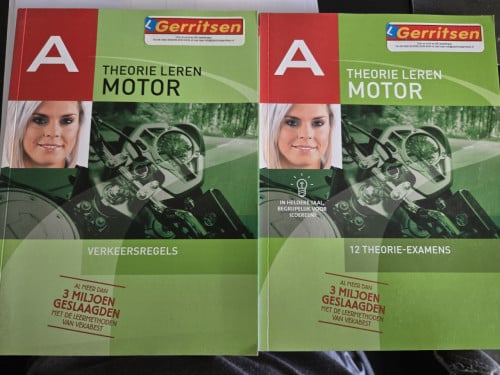 L Gerritsen
A
THEORIE LEREN
MOTOR
VERKEERSREGELS
AL MEER DAN
3 MILJOEN
GESLAAGDEN
MET DE LEERMETHODEN
VAN VEKABEST
L Gerritsen
A
THEORIE LEREN
MOTOR
IN HELDERE TAAL,
BEGRIJPELIJK VOOR
IEDEREEN!
12 THEORIE-EXAMENS
AL MEER DAN
3 MILJOEN
GESLAAGDEN
MET DE LEERMETHODEN
VAN VEKABEST